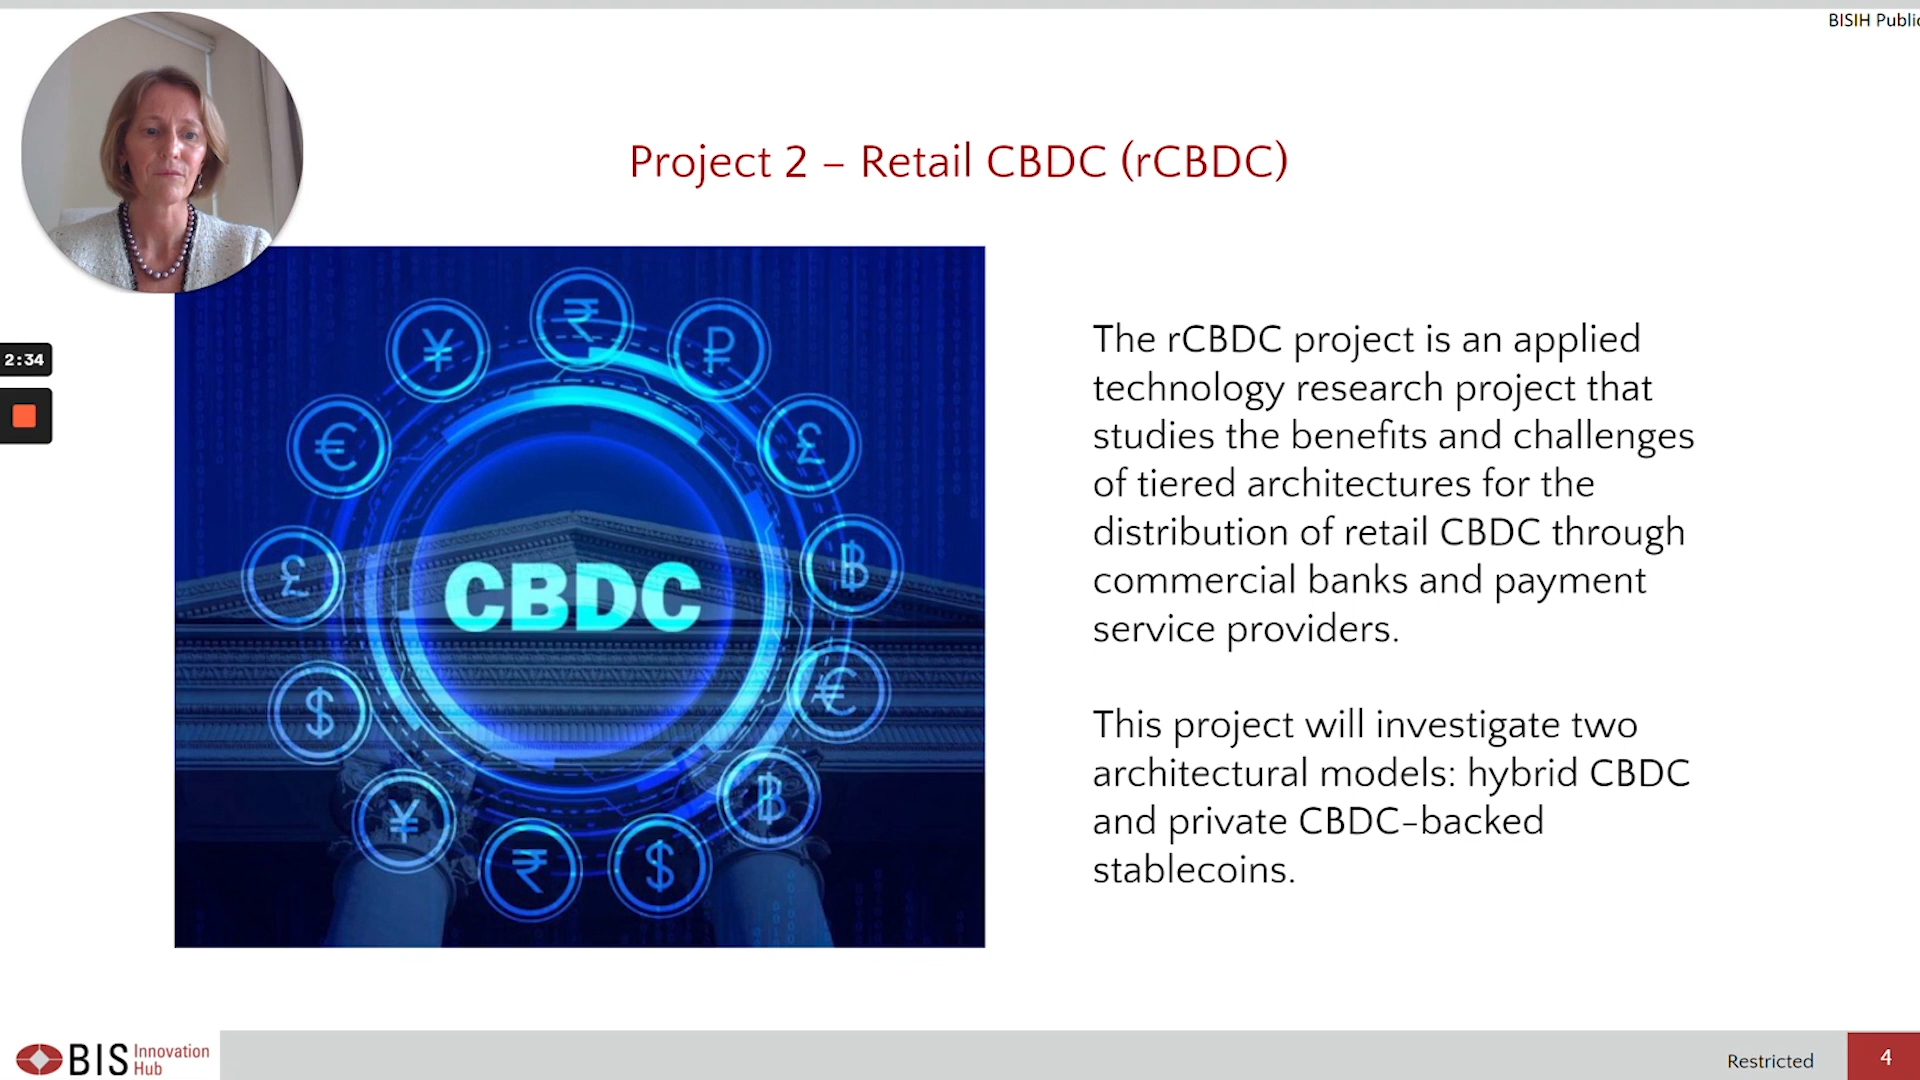 BISIH Public
Project 2 – Retail CBDC (rCBDC)
2:34
¥
₹
₽
€
£
£
CBDC
฿
$
€
¥
฿
₹
$
The rCBDC project is an applied
technology research project that
studies the benefits and challenges
of tiered architectures for the
distribution of retail CBDC through
commercial banks and payment
service providers.
This project will investigate two
architectural models: hybrid CBDC
and private CBDC-backed
stablecoins.
BIS Innovation
Hub
Restricted
4